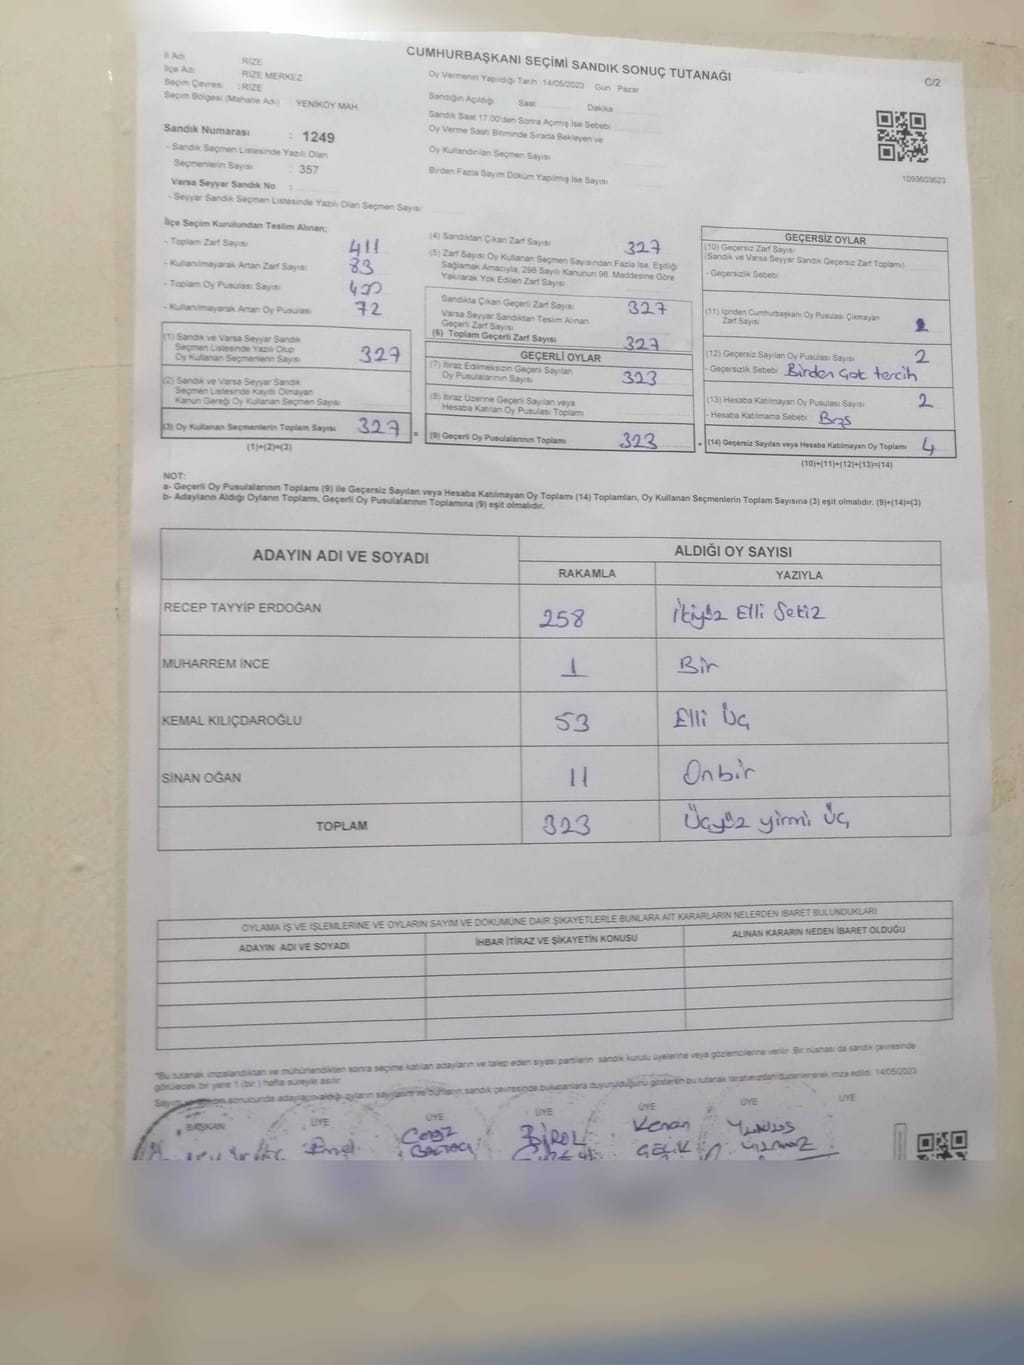 CUMHURBAŞKANI SEÇİMİ SANDIK SONUÇ TUTANAĞI
C/2
İl Adı RİZE
İlçe Adı RİZE MERKEZ
Seçim Çevresi : RİZE
Seçim Bölgesi (Mahalle Adı) YENİKÖY MAH.
Sandık Numarası : 1249
- Sandık Seçmen Listesinde Yazılı Olan
Seçmenlerin Sayısı : 357
Varsa Seyyar Sandık No :
- Seyyar Sandık Seçmen Listesinde Yazılı Olan Seçmen Sayısı
Oy Vermenin Yapıldığı Tarih : 14/05/2023 Gün Pazar
Sandığın Açıldığı Saat Dakika
Sandık Saat 17:00'den Sonra Açılmış İse Sebebi
Oy Verme Saati Bitiminde Sırada Bekleyen ve
Oy Kullandırılan Seçmen Sayısı
Birden Fazla Sayım Döküm Yapılmış İse Sayısı
1093603623
İlçe Seçim Kurulundan Teslim Alınan;
- Toplam Zarf Sayısı 411
- Kullanılmayarak Artan Zarf Sayısı 83
- Toplam Oy Pusulası Sayısı
- Kullanılmayarak Artan Oy Pusulası 72
(1) Sandık ve Varsa Seyyar Sandık
Seçmen Listesinde Yazılı Olup
Oy Kullanan Seçmenlerin Sayısı 327
(2) Sandık ve Varsa Seyyar Sandık
Seçmen Listesinde Kayıtlı Olmayan
Kanun Gereği Oy Kullanan Seçmen Sayısı
(3) Oy Kullanan Seçmenlerin Toplam Sayısı 327
(1)+(2)=(3)
(4) Sandıktan Çıkan Zarf Sayısı 327
(5) Zarf Sayısı Oy Kullanan Seçmen Sayısından Fazla İse, Eşitliği
Sağlamak Amacıyla, 298 Sayılı Kanunun 98. Maddesine Göre
Yakılarak Yok Edilen Zarf Sayısı
Sandıkta Çıkan Geçerli Zarf Sayısı 327
Varsa Seyyar Sandıktan Teslim Alınan
Geçerli Zarf Sayısı
(6) Toplam Geçerli Zarf Sayısı 327
GEÇERLİ OYLAR
(7) İtiraz Edilmeksizin Geçerli Sayılan
Oy Pusulalarının Sayısı 323
(8) İtiraz Üzerine Geçerli Sayılan veya
Hesaba Katılan Oy Pusulası Toplamı
= (9) Geçerli Oy Pusulalarının Toplamı 323
GEÇERSİZ OYLAR
(10) Geçersiz Zarf Sayısı
(Sandık ve Varsa Seyyar Sandık Geçersiz Zarf Toplamı)
- Geçersizlik Sebebi
(11) İçinden Cumhurbaşkanı Oy Pusulası Çıkmayan
Zarf Sayısı
(12) Geçersiz Sayılan Oy Pusulası Sayısı 2
- Geçersizlik Sebebi Birden Çok tercih
(13) Hesaba Katılmayan Oy Pusulası Sayısı 2
- Hesaba Katılmama Sebebi Boş
+ (14) Geçersiz Sayılan veya Hesaba Katılmayan Oy Toplamı 4
(10)+(11)+(12)+(13)=(14)
NOT:
a- Geçerli Oy Pusulalarının Toplamı (9) ile Geçersiz Sayılan veya Hesaba Katılmayan Oy Toplamı (14) Toplamları, Oy Kullanan Seçmenlerin Toplam Sayısına (3) eşit olmalıdır. (9)+(14)=(3)
b- Adayların Aldığı Oyların Toplamı, Geçerli Oy Pusulalarının Toplamına (9) eşit olmalıdır.
ADAYIN ADI VE SOYADI ALDIĞI OY SAYISI
RAKAMLA YAZIYLA
RECEP TAYYİP ERDOĞAN 258 İkiyüz Elli Sekiz
MUHARREM İNCE 1 Bir
KEMAL KILIÇDAROĞLU 53 Elli Üç
SİNAN OĞAN 11 Onbir
TOPLAM 323 Üçyüz yirmi Üç
OYLAMA İŞ VE İŞLEMLERİNE VE OYLARIN SAYIM VE DÖKÜMÜNE DAİR ŞİKAYETLERLE BUNLARA AİT KARARLARIN NELERDEN İBARET BULUNDUKLARI
ADAYIN ADI VE SOYADI İHBAR İTİRAZ VE ŞİKAYETİN KONUSU ALINAN KARARIN NEDEN İBARET OLDUĞU
"Bu tutanak imzalandıktan ve mühürlendikten sonra seçime katılan adayların ve talep eden siyasi partilerin sandık kurulu üyelerine veya gözlemcilerine verilir. Bir nüshası da sandık çevresinde
görülecek bir yere 1 (bir) hafta süreyle asılır.
Sayım sonucunda adayların aldığı oyların sayılarını ve bunların sandık çevresinde bulunanlara duyurulduğunu gösteren bu tutanak tarafımızdan düzenlenerek imza edildi. 14/05/2023
BAŞKAN ÜYE ÜYE ÜYE ÜYE ÜYE ÜYE
Cengiz BİROL Kenan YUNUS
ÇELİK YILMAZ